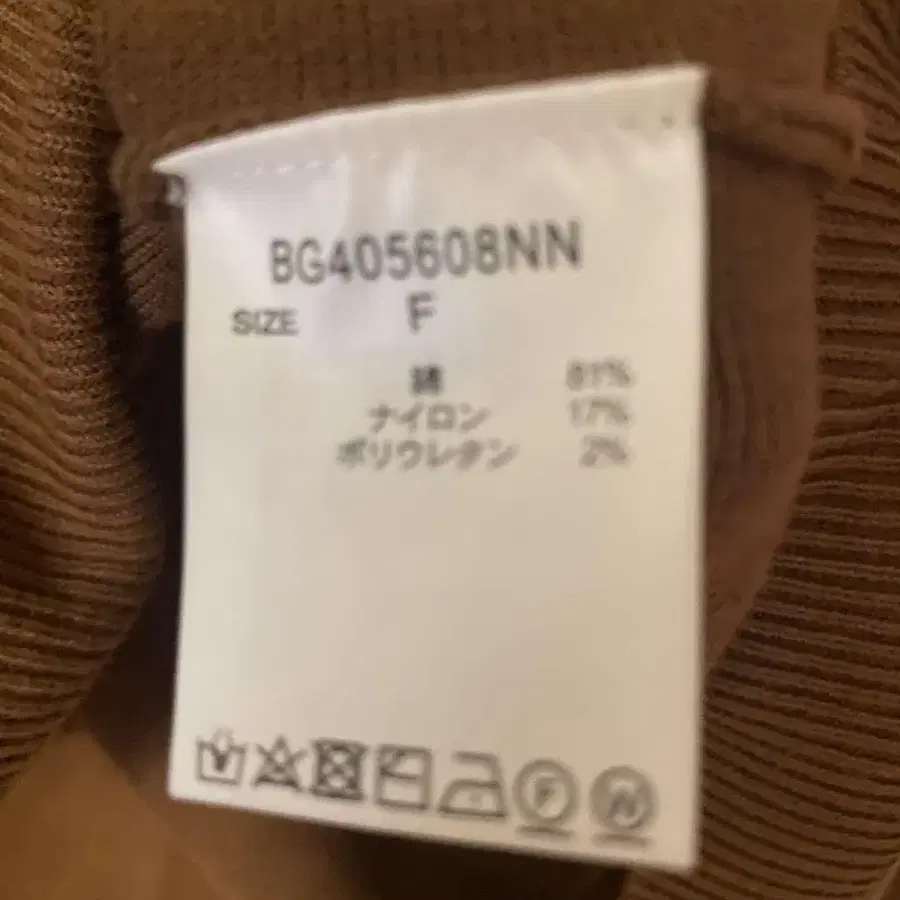 BG405608NN
SIZE F
綿 81%
ナイロン 17%
ポリウレタン 2%
F
W